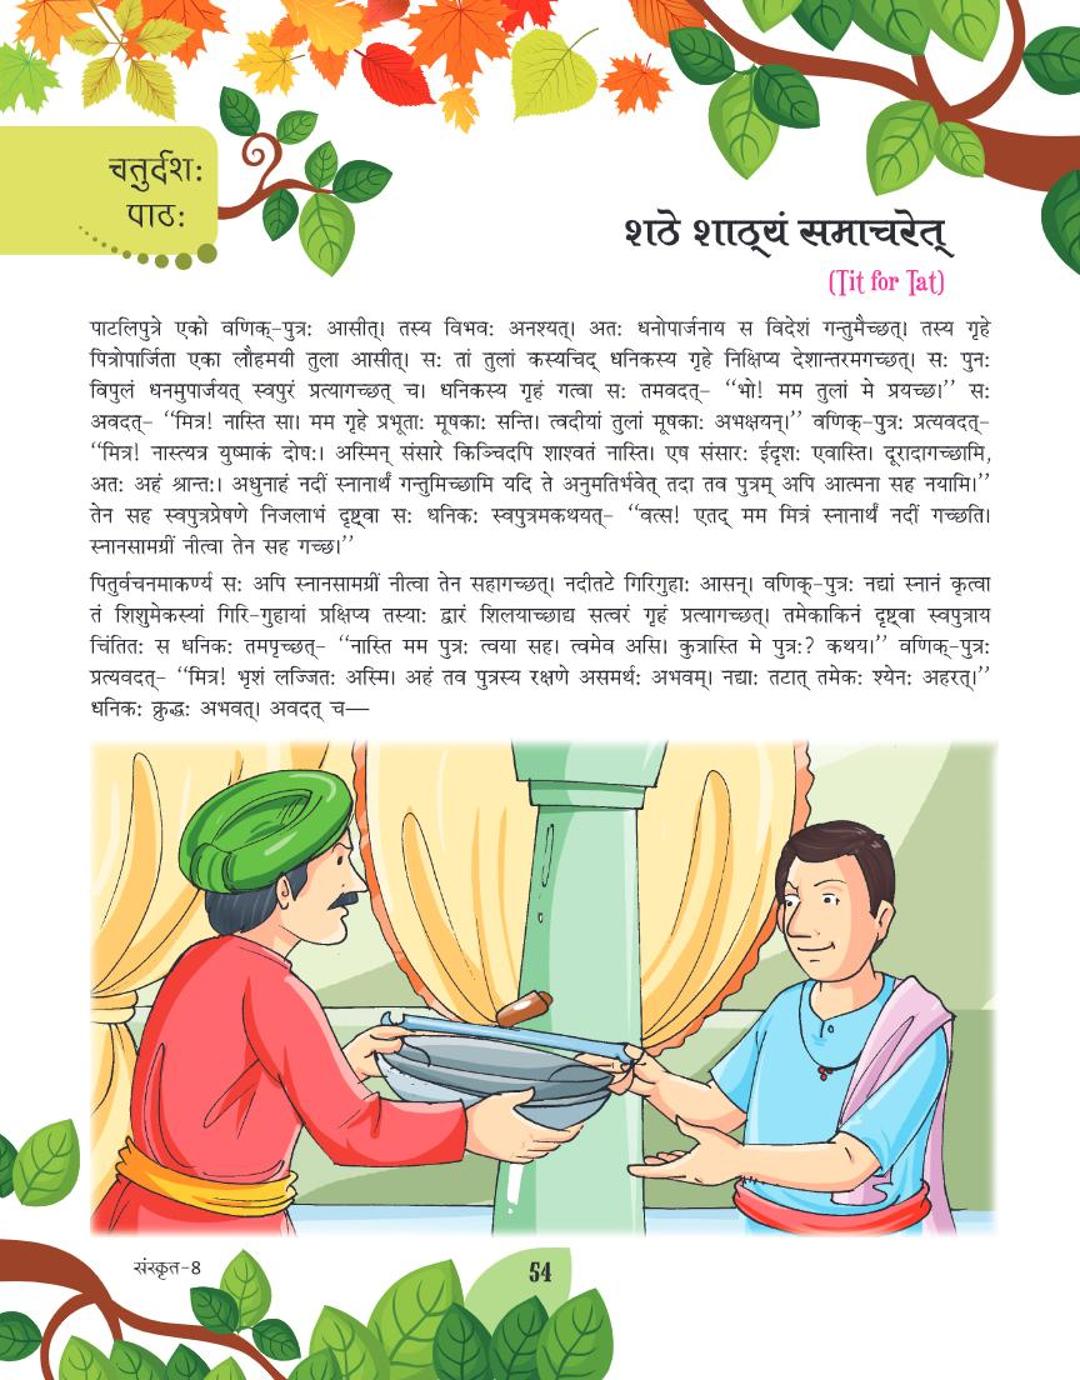 चतुर्दशः
पाठः
शठे शाठ्यं समाचरेत्
(Tit for Tat)
पाटलिपुत्रे एको वणिक्-पुत्रः आसीत्। तस्य विभवः अनश्यत्। अतः धनोपार्जनाय स विदेशं गन्तुमैच्छत्। तस्य गृहे
पित्रोपार्जिता एका लौहमयी तुला आसीत्। सः तां तुलां कस्यचिद् धनिकस्य गृहे निक्षिप्य देशान्तरमगच्छत्। सः पुनः
विपुलं धनमुपार्जयत् स्वपुरं प्रत्यागच्छत् च। धनिकस्य गृहं गत्वा सः तमवदत्- “भो! मम तुलां मे प्रयच्छ।” सः
अवदत्- “मित्र! नास्ति सा। मम गृहे प्रभूताः मूषकाः सन्ति। त्वदीयां तुलां मूषकाः अभक्षयन्।” वणिक्-पुत्रः प्रत्यवदत्-
“मित्र! नास्त्यत्र युष्माकं दोषः। अस्मिन् संसारे किञ्चिदपि शाश्वतं नास्ति। एष संसारः ईदृशः एवास्ति। दूरादागच्छामि,
अतः अहं श्रान्तः। अधुनाहं नदीं स्नानार्थं गन्तुमिच्छामि यदि ते अनुमतिर्भवेत् तदा तव पुत्रम् अपि आत्मना सह नयामि।”
तेन सह स्वपुत्रप्रेषणे निजलाभं दृष्ट्वा सः धनिकः स्वपुत्रमकथयत्- “वत्स! एतद् मम मित्रं स्नानार्थं नदीं गच्छति।
स्नानसामग्रीं नीत्वा तेन सह गच्छ।”
पितुर्वचनमाकर्ण्य सः अपि स्नानसामग्रीं नीत्वा तेन सहागच्छत्। नदीतटे गिरिगुहाः आसन्। वणिक्-पुत्रः नद्यां स्नानं कृत्वा
तं शिशुमेकस्यां गिरि-गुहायां प्रक्षिप्य तस्याः द्वारं शिलयाच्छाद्य सत्वरं गृहं प्रत्यागच्छत्। तमेकाकिनं दृष्ट्वा स्वपुत्राय
चिंतितः स धनिकः तमपृच्छत्- “नास्ति मम पुत्रः त्वया सह। त्वमेव असि। कुत्रास्ति मे पुत्रः? कथय।” वणिक्-पुत्रः
प्रत्यवदत्- “मित्र! भृशं लज्जितः अस्मि। अहं तव पुत्रस्य रक्षणे असमर्थः अभवम्। नद्याः तटात् तमेकः श्येनः अहरत्।”
धनिकः क्रुद्धः अभवत्। अवदत् च—
संस्कृत-8
54